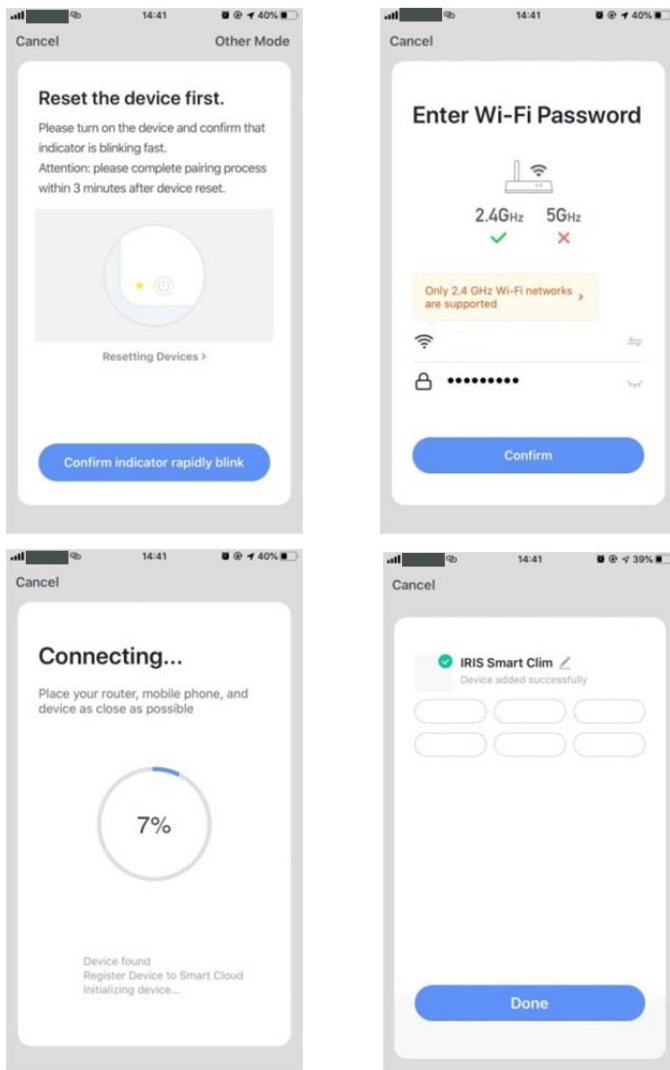 14:41
40%
Cancel
Other Mode
Reset the device first.
Please turn on the device and confirm that
indicator is blinking fast.
Attention: please complete pairing process
within 3 minutes after device reset.
Resetting Devices >
Confirm indicator rapidly blink
14:41
40%
Cancel
Enter Wi-Fi Password
2.4GHz 5GHz
Only 2.4 GHz Wi-Fi networks >
are supported
•••••••••
Confirm
14:41
40%
Cancel
Connecting...
Place your router, mobile phone, and
device as close as possible
7%
Device found
Register Device to Smart Cloud
Initializing device...
14:41
39%
Cancel
IRIS Smart Clim
Device added successfully
Done